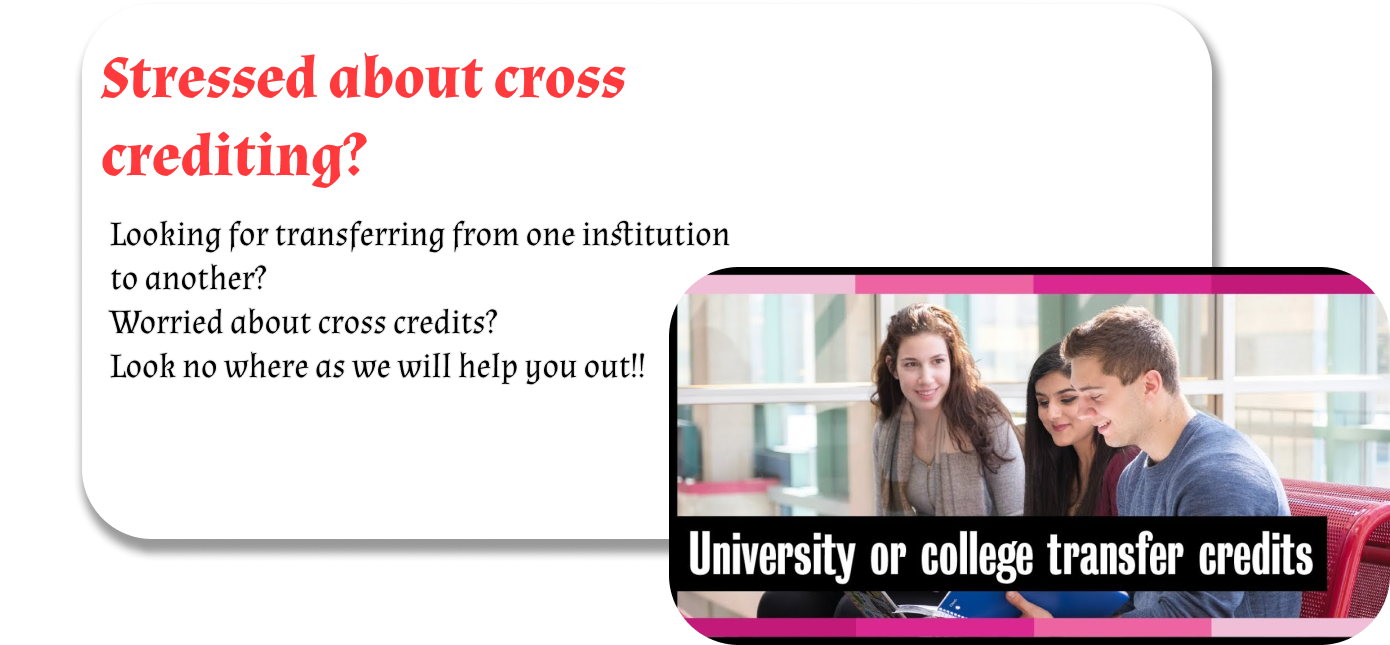 Stressed about cross
crediting?
Looking for transferring from one institution
to another?
Worried about cross credits?
Look no where as we will help you out!!
University or college transfer credits